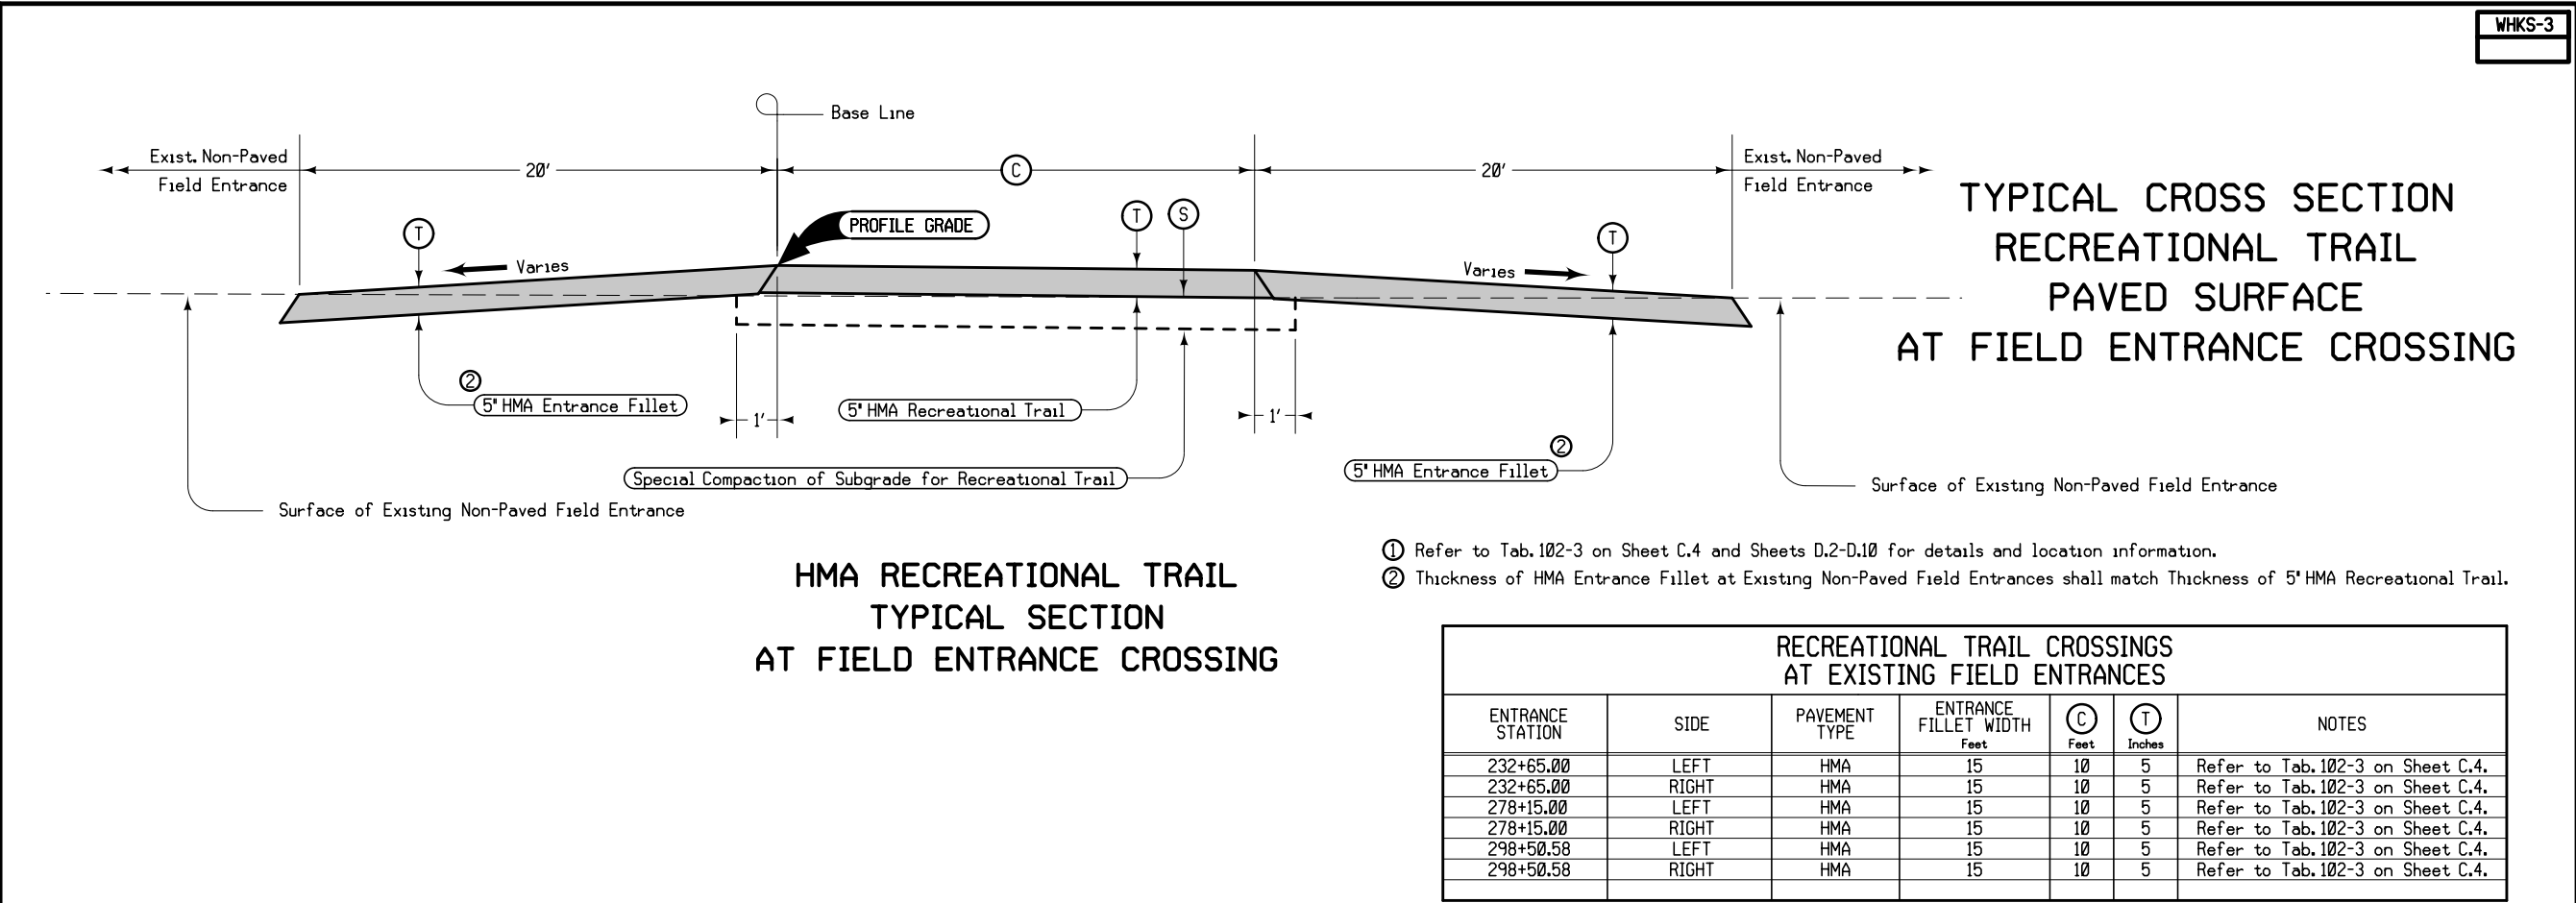 WHKS-3
Base Line
Exist. Non-Paved
Field Entrance
20'
C
20'
Exist. Non-Paved
Field Entrance
TYPICAL CROSS SECTION
RECREATIONAL TRAIL
PAVED SURFACE
AT FIELD ENTRANCE CROSSING
T
PROFILE GRADE
T
S
T
Varies
Varies
2
5" HMA Entrance Fillet
1'
5" HMA Recreational Trail
1'
2
5" HMA Entrance Fillet
Special Compaction of Subgrade for Recreational Trail
Surface of Existing Non-Paved Field Entrance
Surface of Existing Non-Paved Field Entrance
HMA RECREATIONAL TRAIL
TYPICAL SECTION
AT FIELD ENTRANCE CROSSING
1 Refer to Tab. 102-3 on Sheet C.4 and Sheets D.2-D.10 for details and location information.
2 Thickness of HMA Entrance Fillet at Existing Non-Paved Field Entrances shall match Thickness of 5" HMA Recreational Trail.
RECREATIONAL TRAIL CROSSINGS
AT EXISTING FIELD ENTRANCES
ENTRANCE STATION SIDE PAVEMENT TYPE ENTRANCE FILLET WIDTH Feet C Feet T Inches NOTES
232+65.00 LEFT HMA 15 10 5 Refer to Tab. 102-3 on Sheet C.4.
232+65.00 RIGHT HMA 15 10 5 Refer to Tab. 102-3 on Sheet C.4.
278+15.00 LEFT HMA 15 10 5 Refer to Tab. 102-3 on Sheet C.4.
278+15.00 RIGHT HMA 15 10 5 Refer to Tab. 102-3 on Sheet C.4.
298+50.58 LEFT HMA 15 10 5 Refer to Tab. 102-3 on Sheet C.4.
298+50.58 RIGHT HMA 15 10 5 Refer to Tab. 102-3 on Sheet C.4.